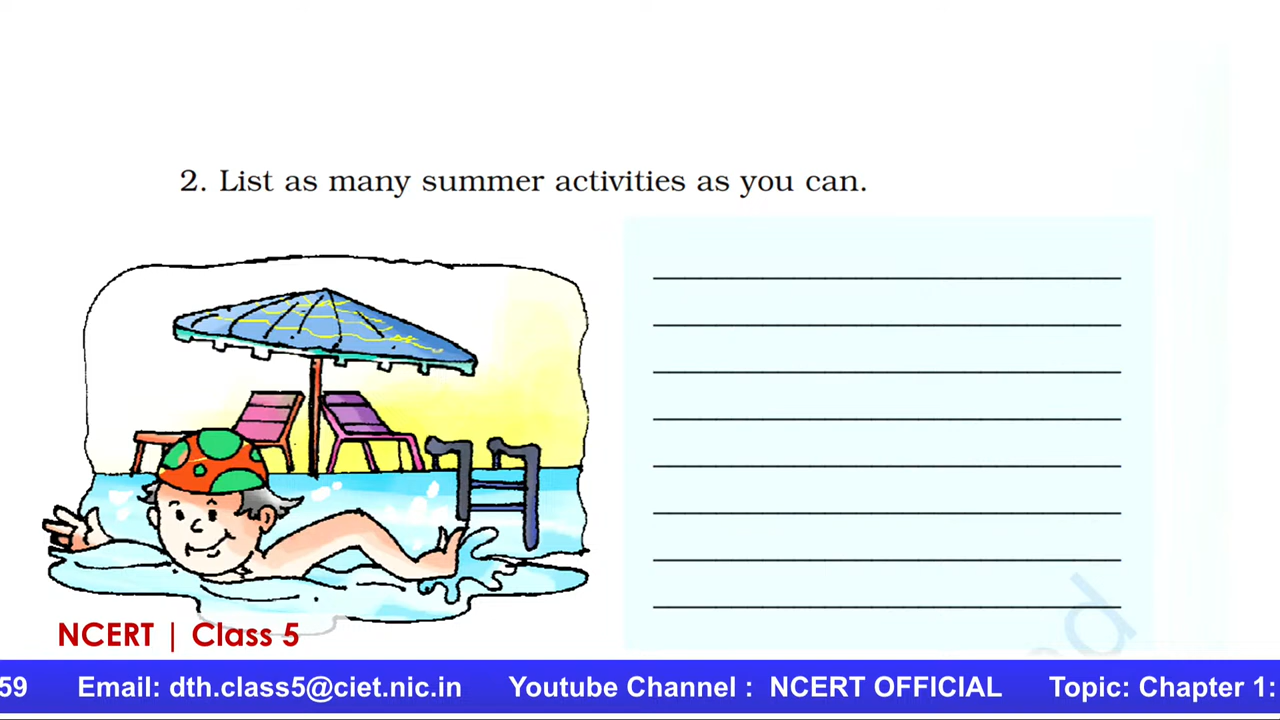 2. List as many summer activities as you can.
NCERT | Class 5
59 Email: dth.class5@ciet.nic.in Youtube Channel : NCERT OFFICIAL Topic: Chapter 1: